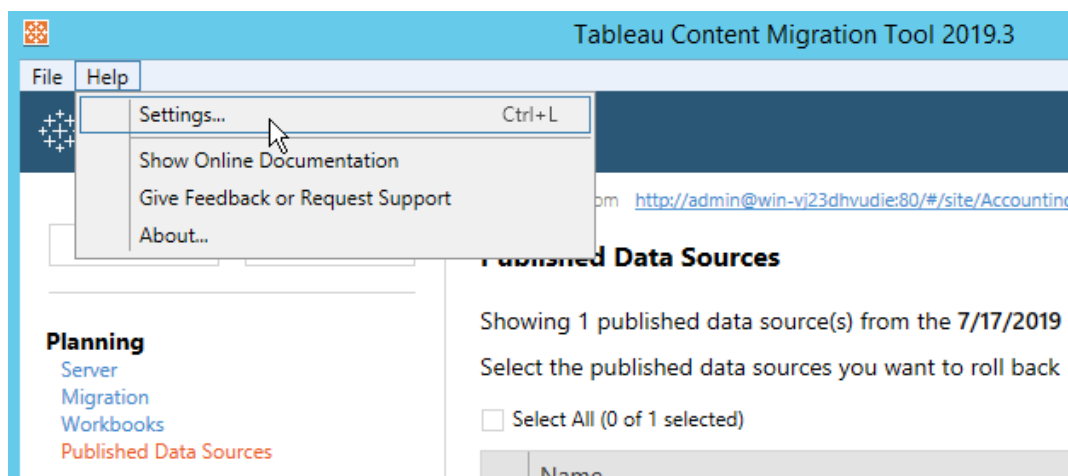 Tableau Content Migration Tool 2019.3
File Help
Settings... Ctrl+L
Show Online Documentation
Give Feedback or Request Support
About...
http://admin@win-vj23dhvudie:80/#/site/Accounting
Published Data Sources
Showing 1 published data source(s) from the 7/17/2019
Select the published data sources you want to roll back
Select All (0 of 1 selected)
Name
Planning
Server
Migration
Workbooks
Published Data Sources